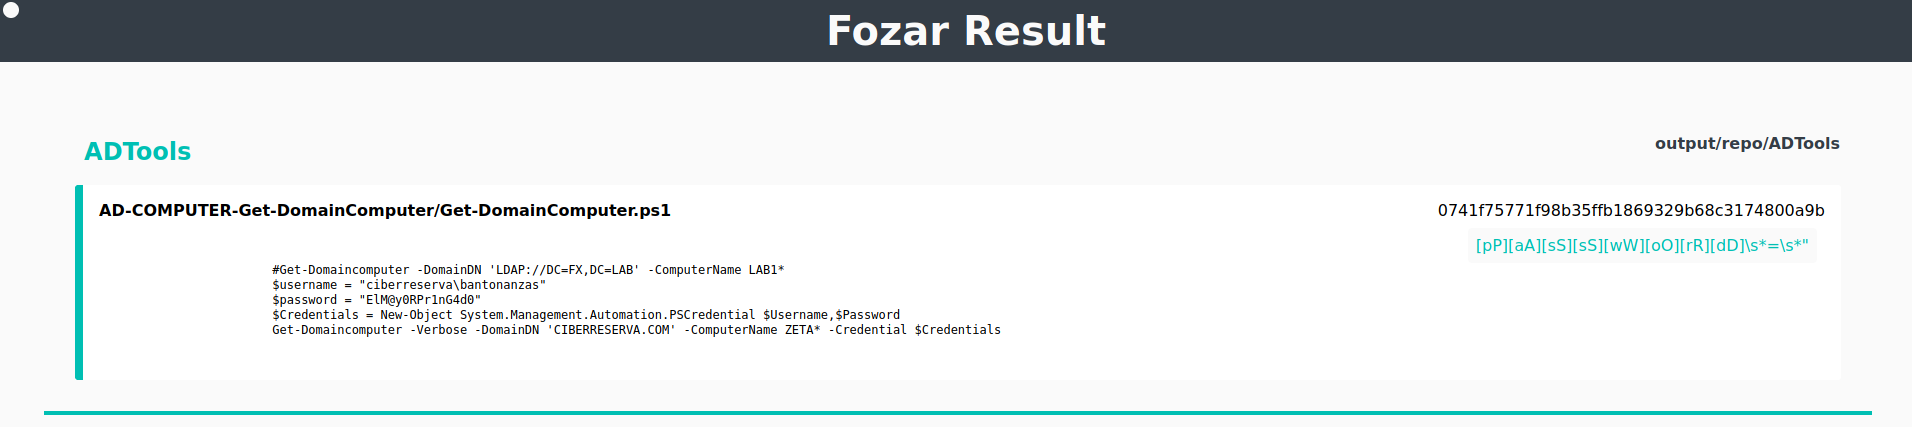 Fozar Result
ADTools
output/repo/ADTools
AD-COMPUTER-Get-DomainComputer/Get-DomainComputer.ps1
0741f75771f98b35ffb1869329b68c3174800a9b
[pP][aA][sS][sS][wW][oO][rR][dD]\s*=\s*"
#Get-Domaincomputer -DomainDN 'LDAP://DC=FX,DC=LAB' -ComputerName LAB1*
$username = "ciberreserva\bantonanzas"
$password = "ElM@y0RPr1nG4d0"
$Credentials = New-Object System.Management.Automation.PSCredential $Username,$Password
Get-Domaincomputer -Verbose -DomainDN 'CIBERRESERVA.COM' -ComputerName ZETA* -Credential $Credentials